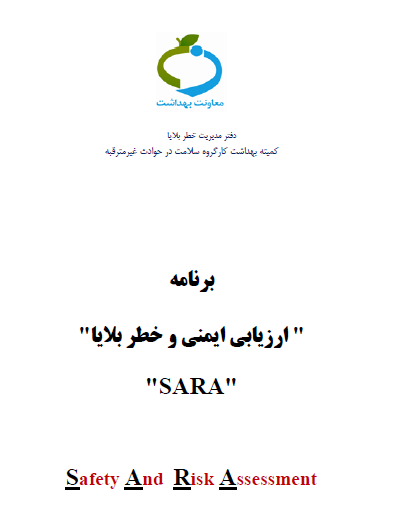 معاونت بهداشت
دفتر مدیریت خطر بلایا
کمیته بهداشت کارگروه سلامت در حوادث غیرمترقبه
برنامه
" ارزیابی ایمنی و خطر بلایا"
"SARA"
Safety And Risk Assessment